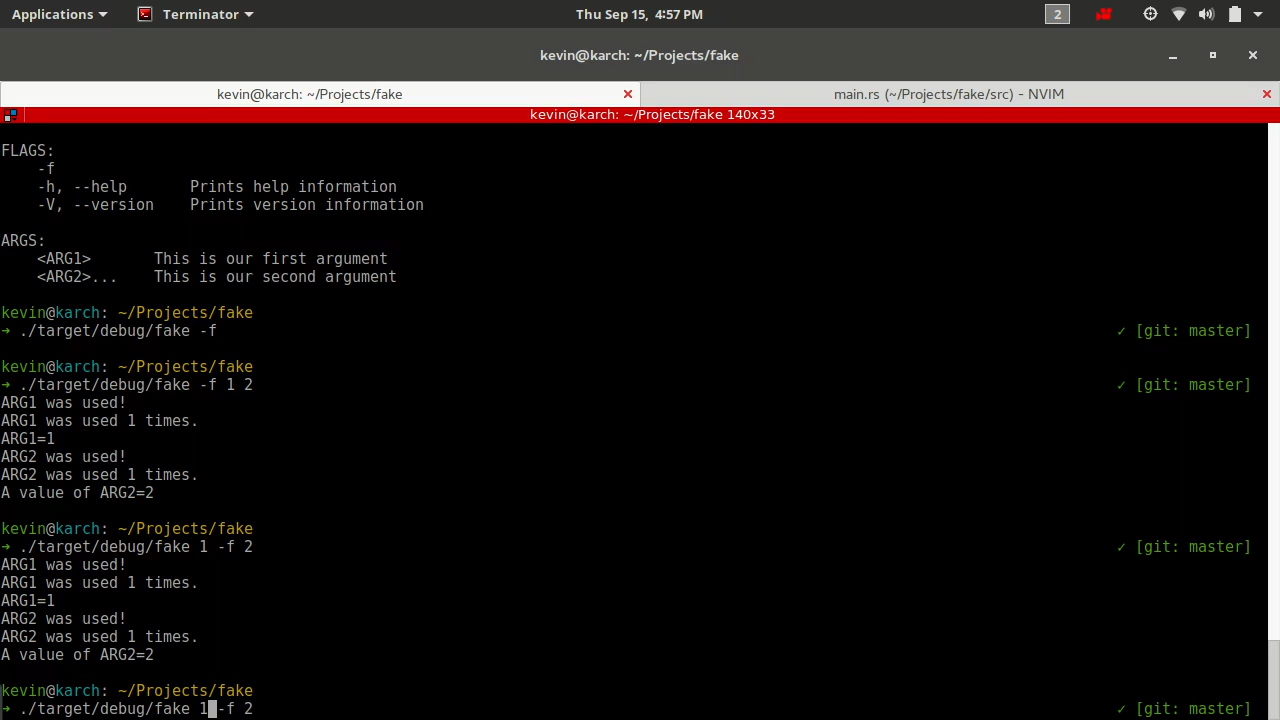 Applications Terminator Thu Sep 15, 4:57 PM 2
kevin@karch: ~/Projects/fake
kevin@karch: ~/Projects/fake main.rs (~/Projects/fake/src) - NVIM
kevin@karch: ~/Projects/fake 140x33
FLAGS:
    -f
    -h, --help       Prints help information
    -V, --version    Prints version information
ARGS:
    <ARG1>       This is our first argument
    <ARG2>...    This is our second argument
kevin@karch: ~/Projects/fake
➜ ./target/debug/fake -f ✓ [git: master]
kevin@karch: ~/Projects/fake
➜ ./target/debug/fake -f 1 2 ✓ [git: master]
ARG1 was used!
ARG1 was used 1 times.
ARG1=1
ARG2 was used!
ARG2 was used 1 times.
A value of ARG2=2
kevin@karch: ~/Projects/fake
➜ ./target/debug/fake 1 -f 2 ✓ [git: master]
ARG1 was used!
ARG1 was used 1 times.
ARG1=1
ARG2 was used!
ARG2 was used 1 times.
A value of ARG2=2
kevin@karch: ~/Projects/fake
➜ ./target/debug/fake 1 -f 2 ✓ [git: master]